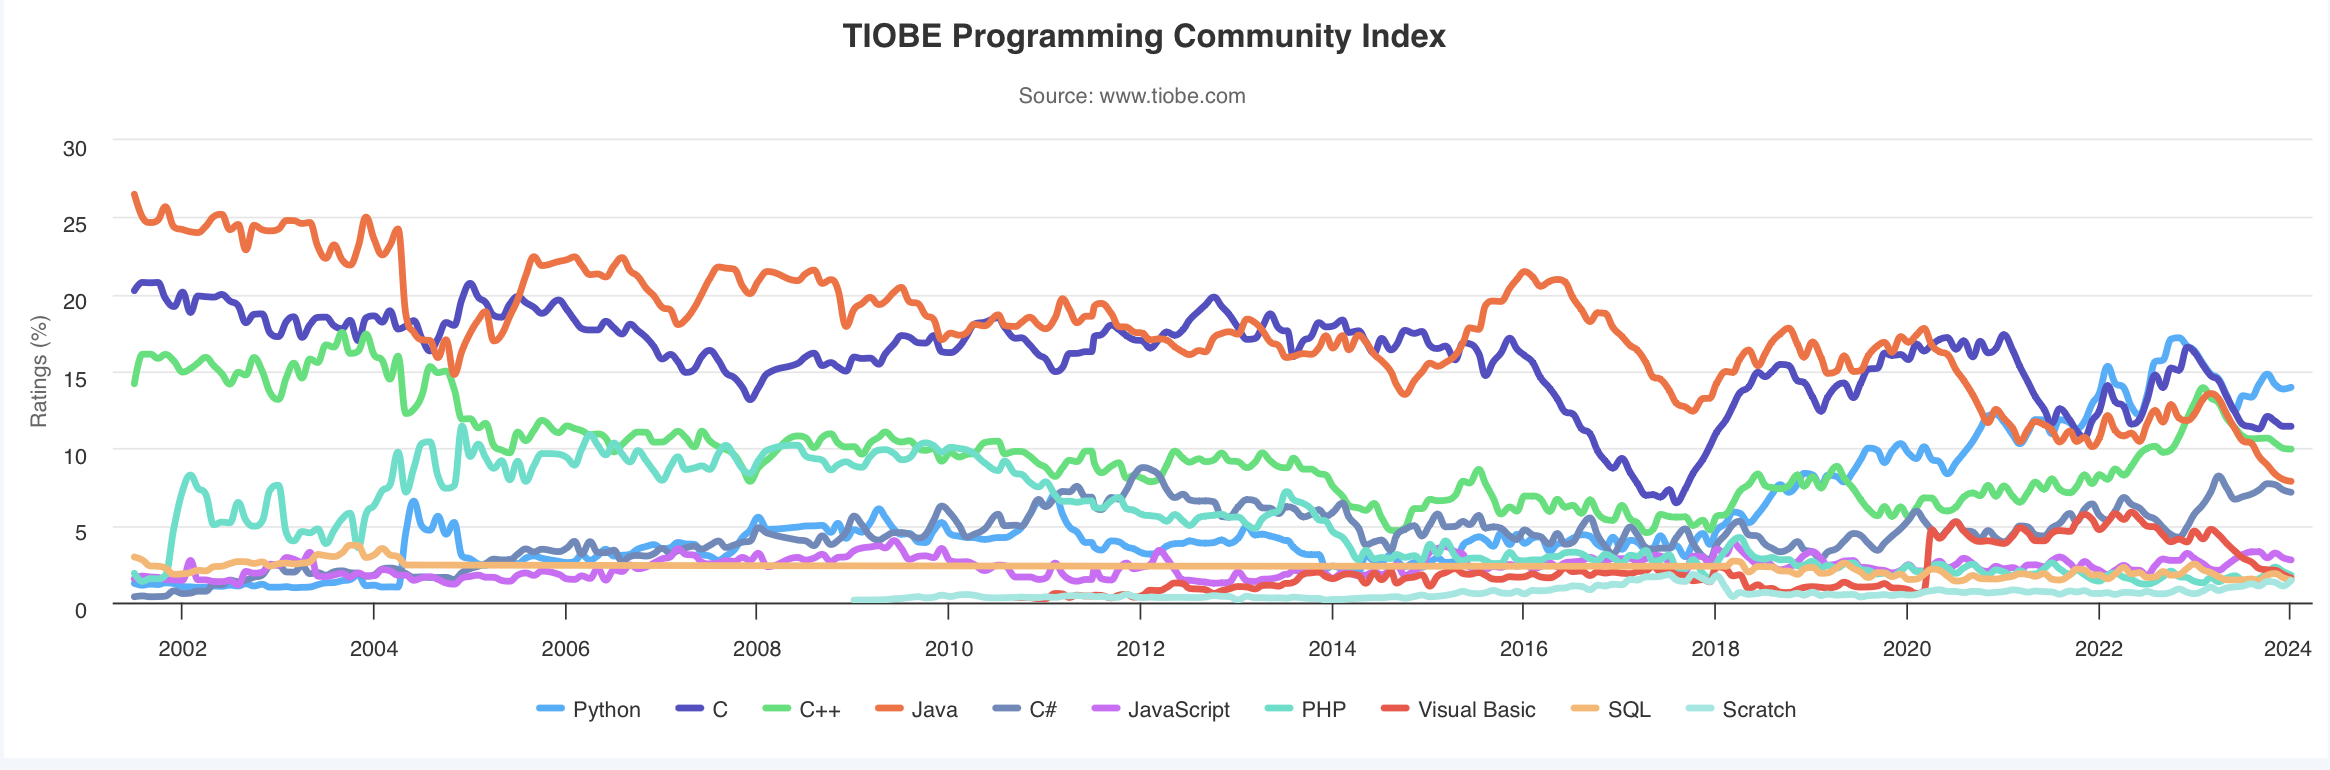 TIOBE Programming Community Index
Source: www.tiobe.com
Ratings (%)
30
25
20
15
10
5
0
2002 2004 2006 2008 2010 2012 2014 2016 2018 2020 2022 2024
Python C C++ Java C# JavaScript PHP Visual Basic SQL Scratch